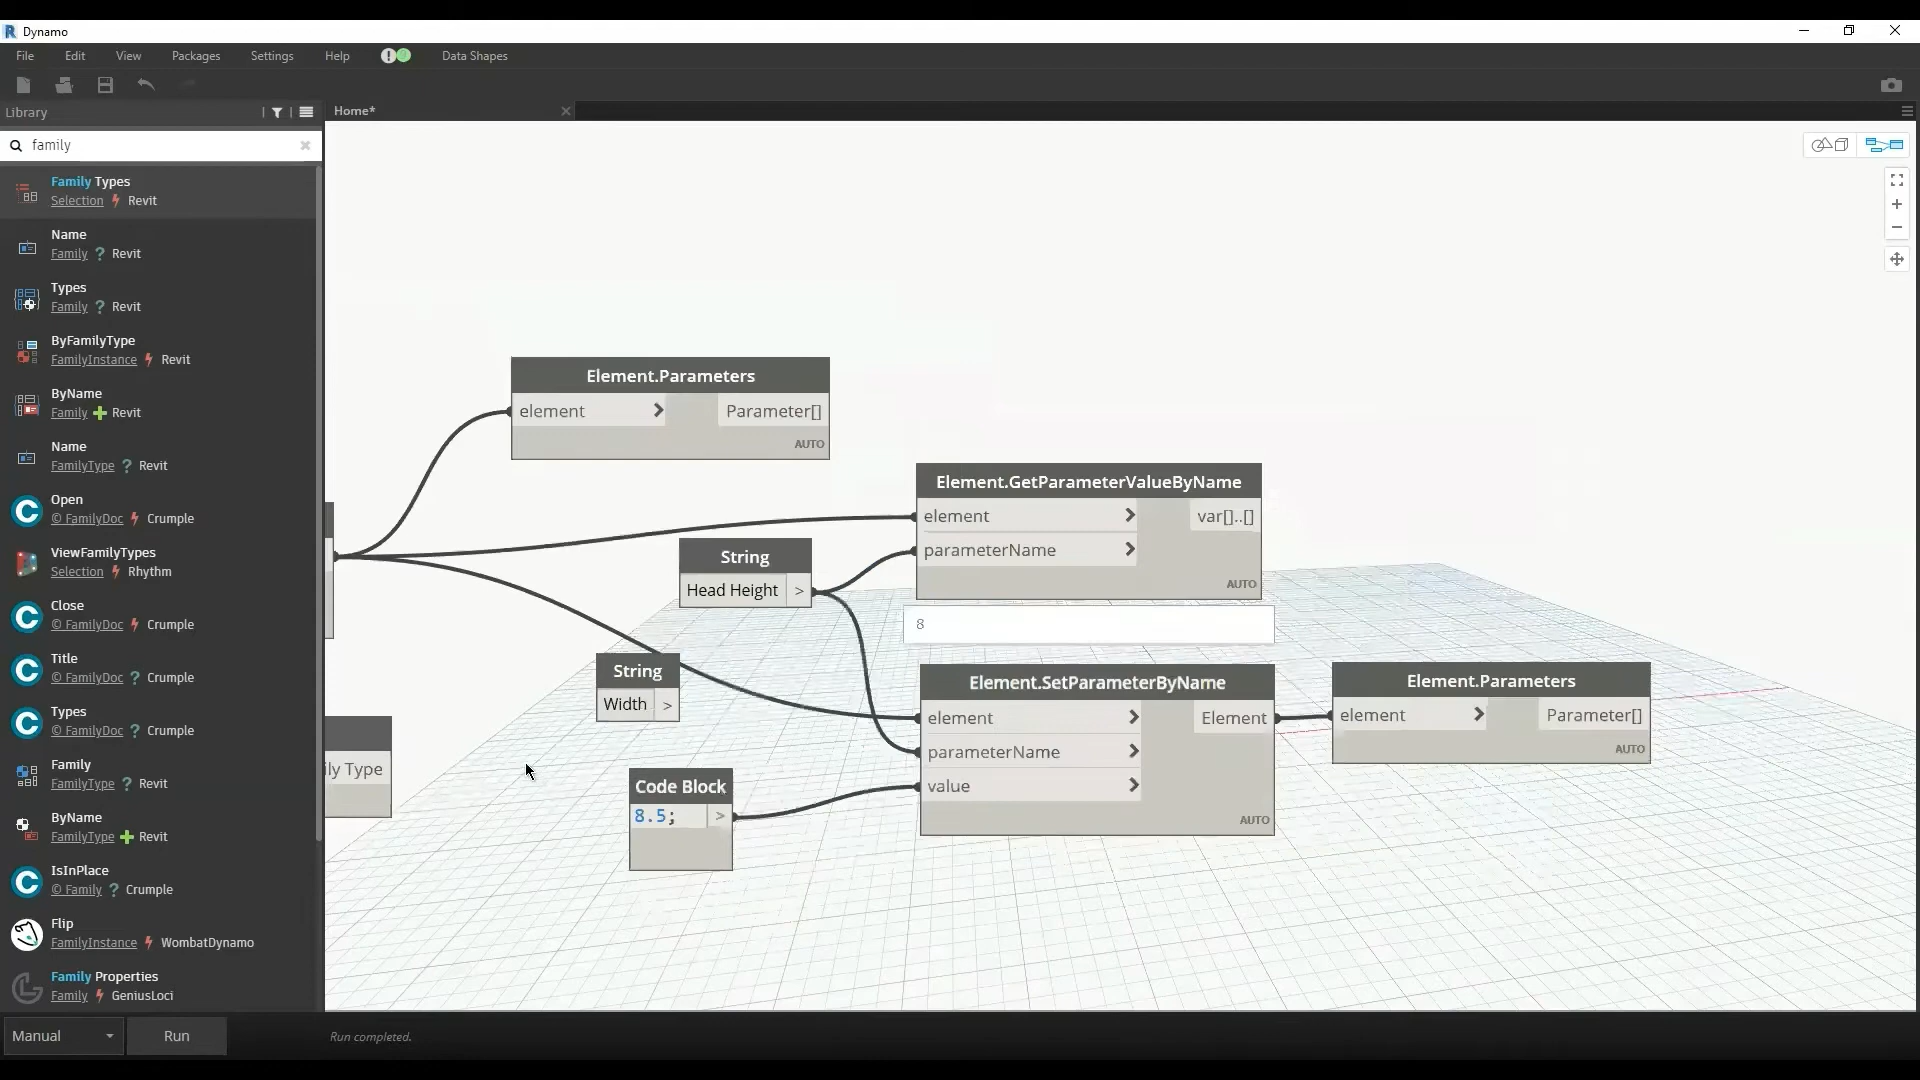 Dynamo
File Edit View Packages Settings Help ! Data Shapes
Library
Home*
family
Family Types
Selection Revit
Name
Family ? Revit
Types
Family ? Revit
ByFamilyType
FamilyInstance Revit
ByName
Family Revit
Name
FamilyType ? Revit
Open
© FamilyDoc Crumple
ViewFamilyTypes
Selection Rhythm
Close
© FamilyDoc Crumple
Title
© FamilyDoc ? Crumple
Types
© FamilyDoc ? Crumple
Family
FamilyType ? Revit
ByName
FamilyType Revit
IsInPlace
© Family ? Crumple
Flip
FamilyInstance WombatDynamo
Family Properties
Family GeniusLoci
Element.Parameters
element > Parameter[]
AUTO
Element.GetParameterValueByName
element > var[]..[]
parameterName >
AUTO
8
String
Head Height >
String
Width >
ily Type
Code Block
8.5; >
Element.SetParameterByName
element > Element
parameterName >
value >
AUTO
Element.Parameters
element > Parameter[]
AUTO
Manual Run Run completed.